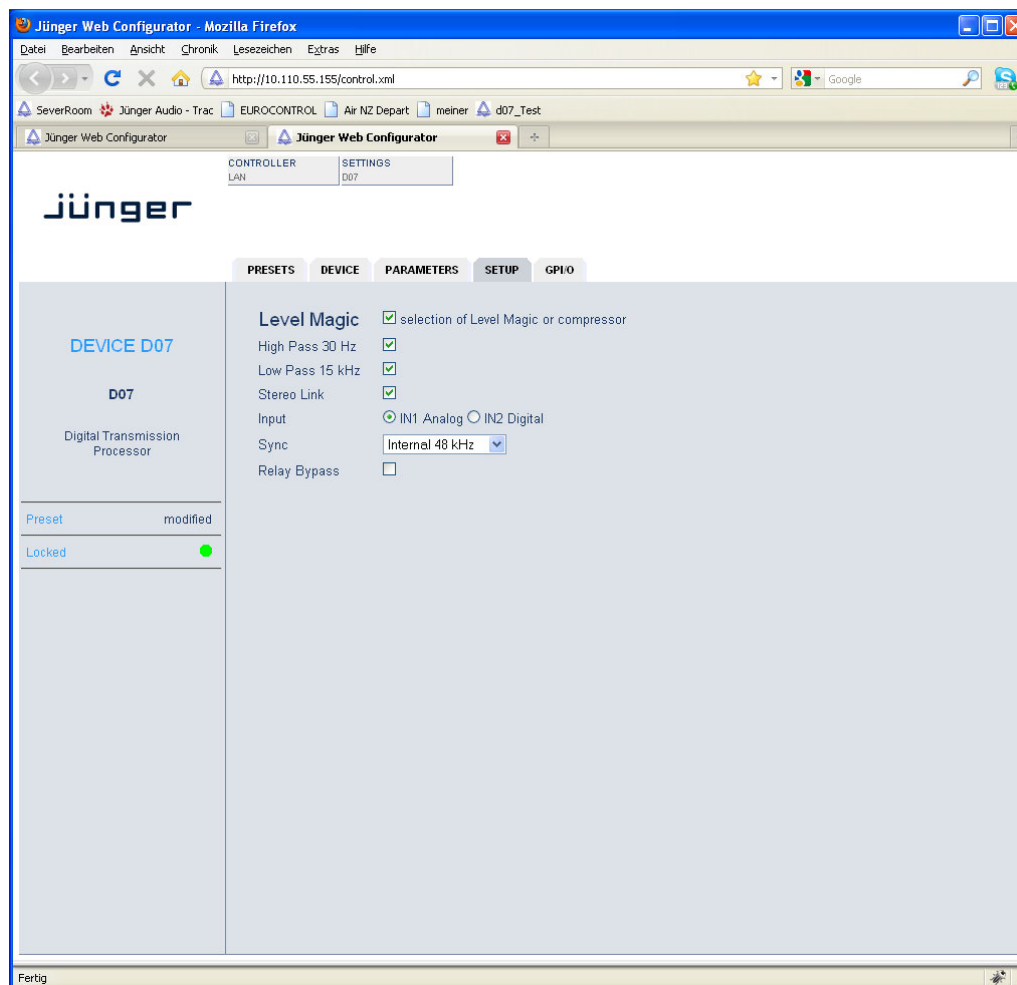 Jünger Web Configurator - Mozilla Firefox
Datei Bearbeiten Ansicht Chronik Lesezeichen Extras Hilfe
http://10.110.55.155/control.xml Google
SeverRoom Jünger Audio - Trac EUROCONTROL Air NZ Depart meiner d07_Test
Jünger Web Configurator Jünger Web Configurator
CONTROLLER SETTINGS
LAN D07
jünger
PRESETS DEVICE PARAMETERS SETUP GPI/O
Level Magic selection of Level Magic or compressor
DEVICE D07
High Pass 30 Hz
Low Pass 15 kHz
D07
Stereo Link
Input IN1 Analog IN2 Digital
Digital Transmission
Processor
Sync Internal 48 kHz
Relay Bypass
Preset modified
Locked
Fertig